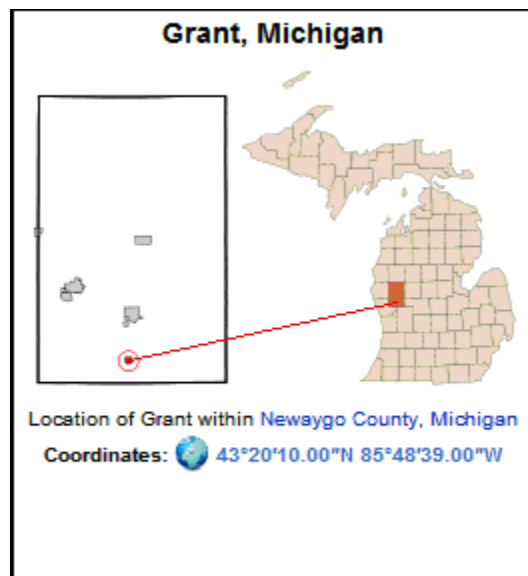 Grant, Michigan
Location of Grant within Newaygo County, Michigan
Coordinates: 43°20'10.00"N 85°48'39.00"W